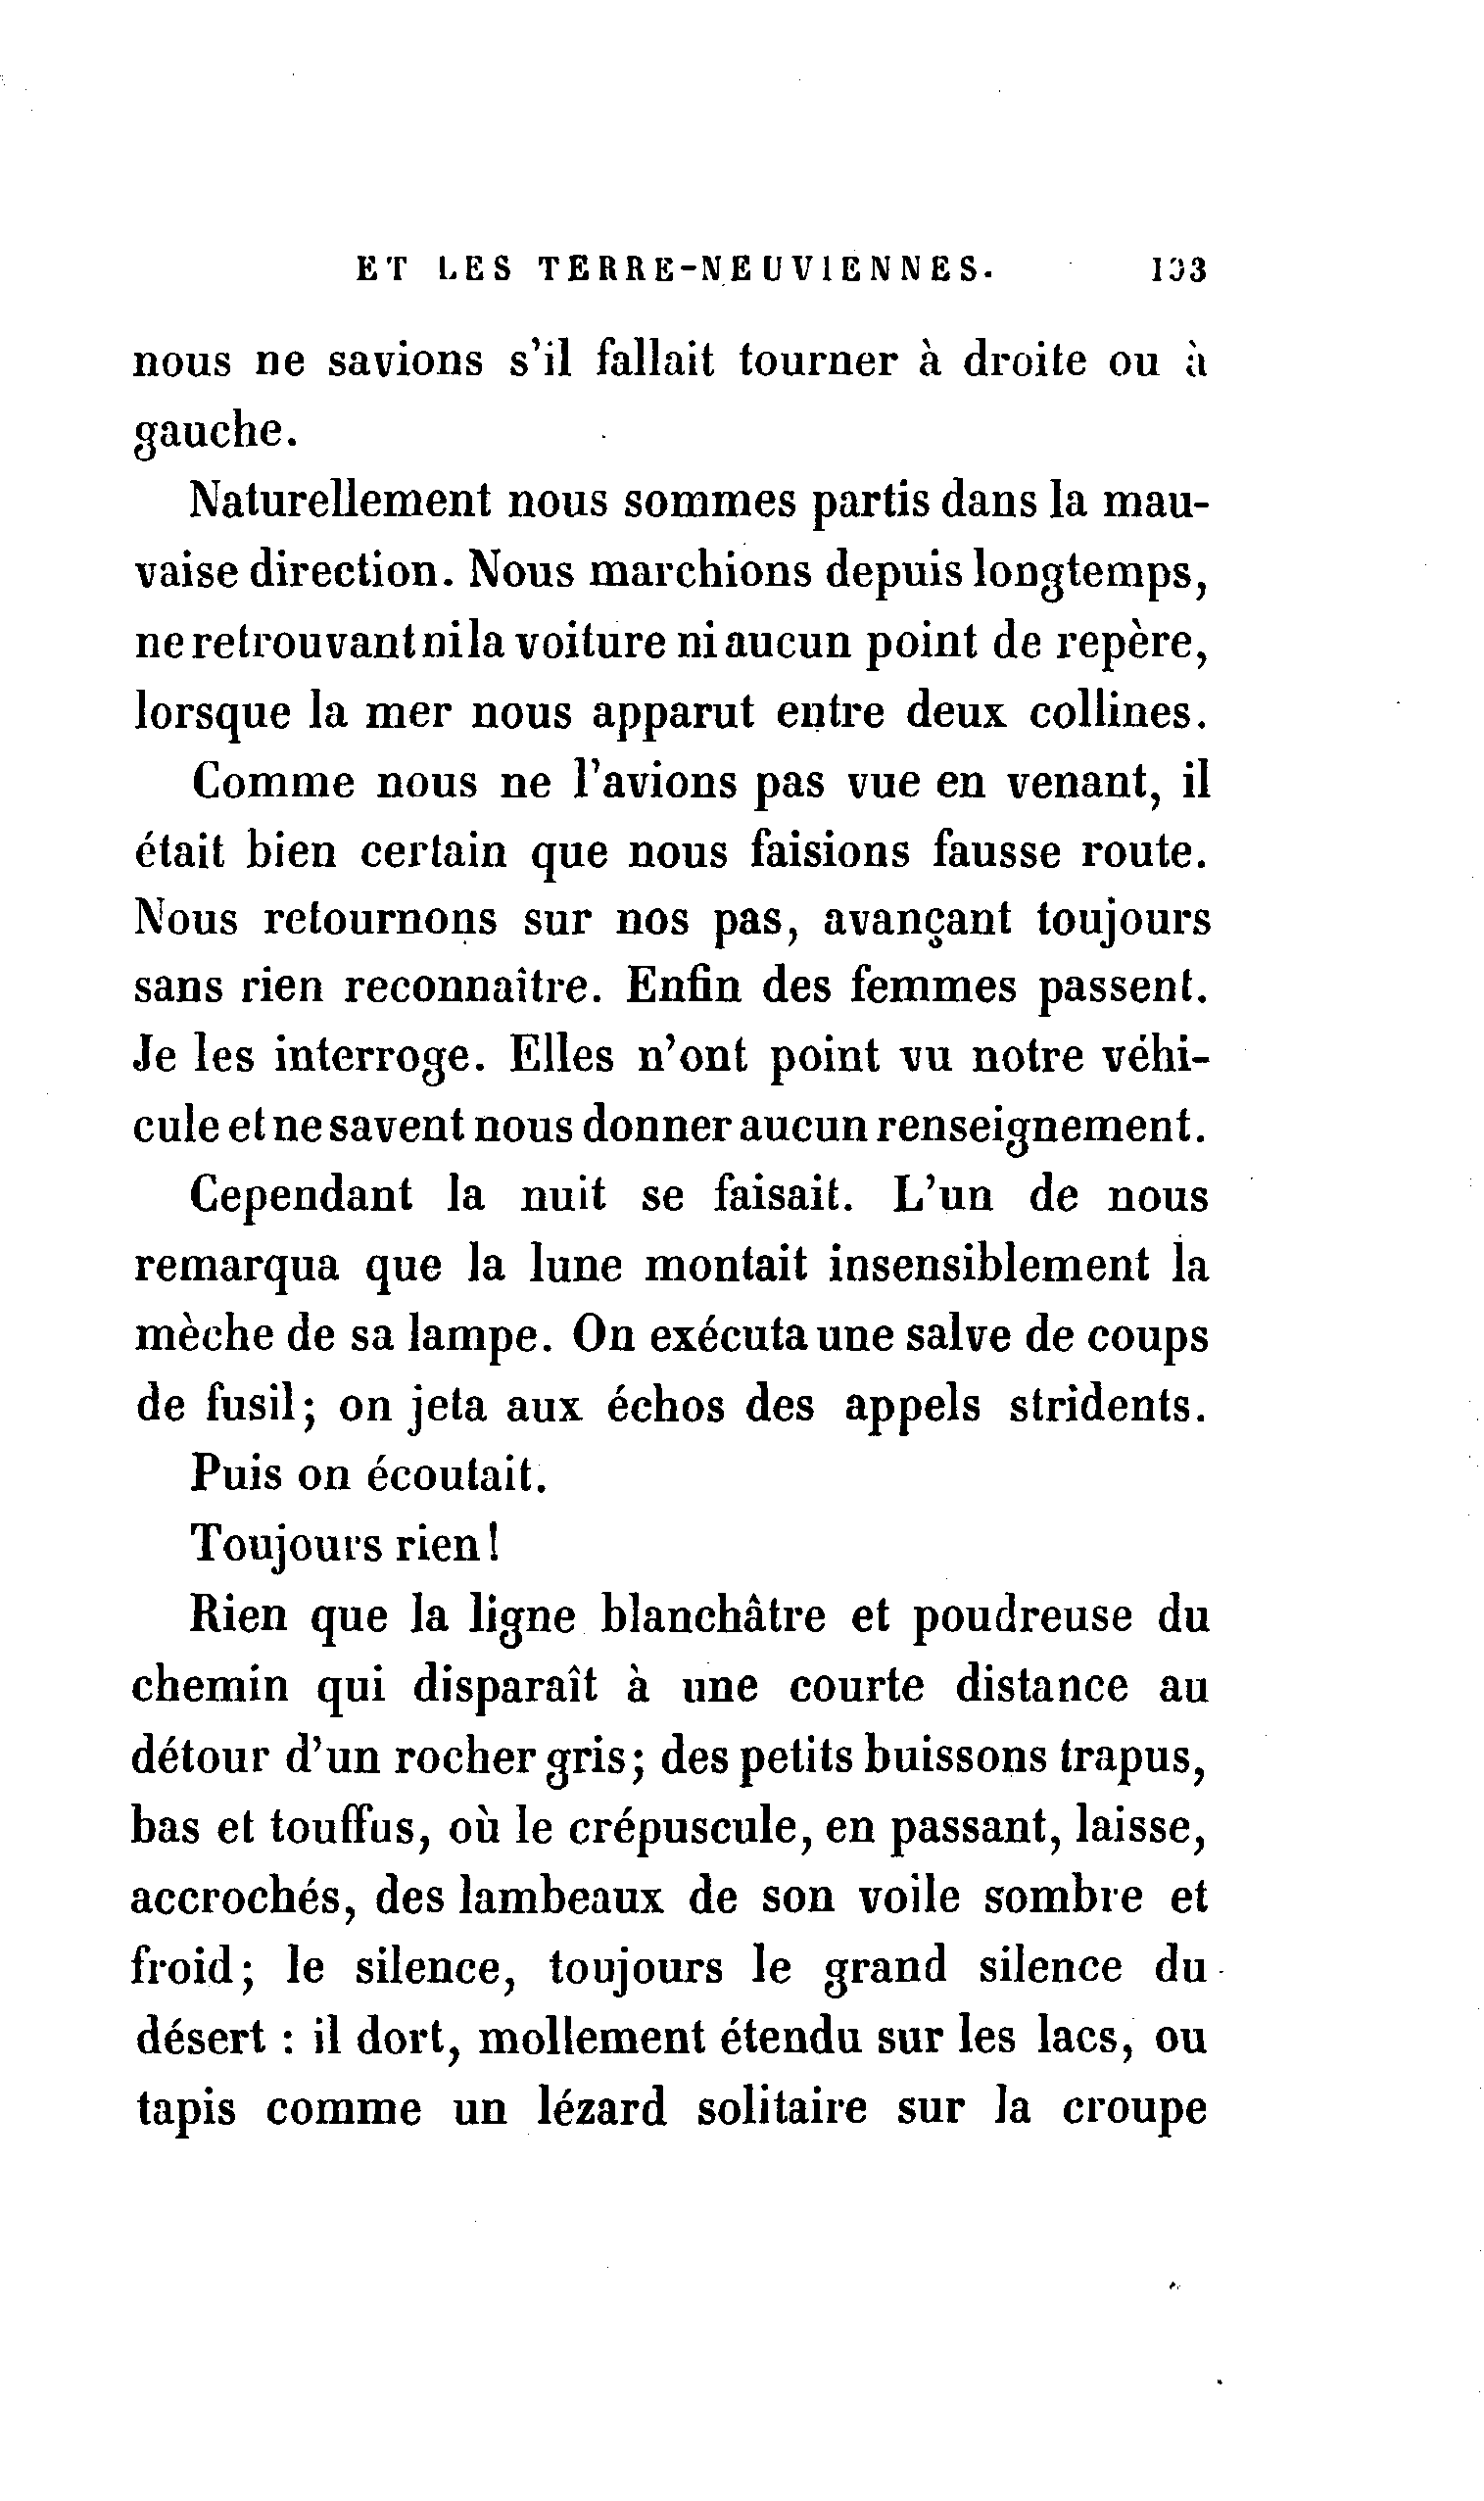 ET LES TERRE-NEUVIENNES.
nous ne savions s'il fallait tourner à droite ou à
gauche.
Naturellement nous sommes partis dans la mau-
vaise direction. Nous marchions depuis longtemps,
ne retrouvant ni la voiture ni aucun point de repère,
lorsque la mer nous apparut entre deux collines.
Comme nous ne l'avions pas vue en venant, il
était bien certain que nous faisions fausse route.
Nous retournons sur nos pas, avançant toujours
sans rien reconnaître. Enfin des femmes passent.
Je les interroge. Elles n'ont point vu notre véhi-
cule et ne savent nous donner aucun renseignement.
Cependant la nuit se faisait. L'un de nous
remarqua que la lune montait insensiblement la
mèche de sa lampe. On exécuta une salve de coups
de fusil; on jeta aux échos des appels stridents.
Puis on écoutait.
Toujours rien!
Rien que la ligne blanchâtre et poudreuse du
chemin qui disparaît à une courte distance au
détour d'un rocher gris; des petits buissons trapus,
bas et touffus, où le crépuscule, en passant, laisse,
accrochés, des lambeaux de son voile sombre et
froid; le silence, toujours le grand silence du
désert : il dort, mollement étendu sur les lacs, ou
tapis comme un lézard solitaire sur la croupe